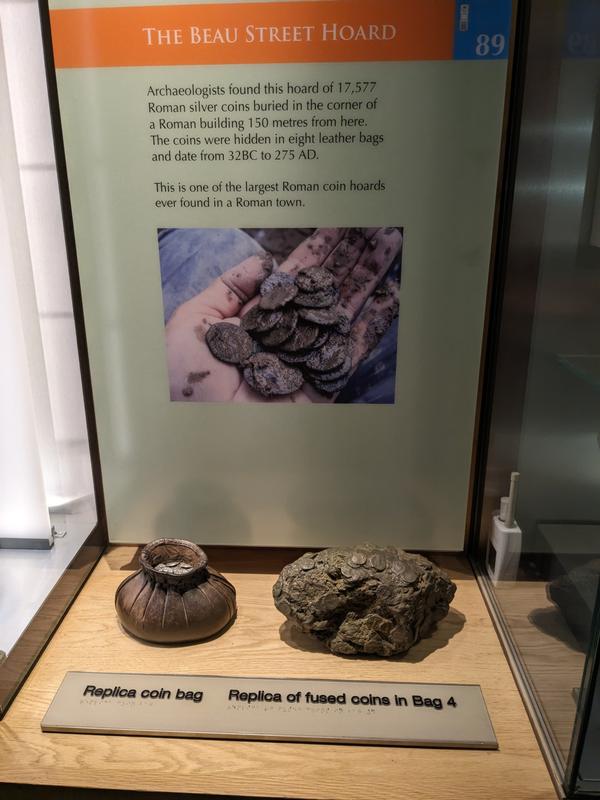 THE BEAU STREET HOARD
89
Archaeologists found this hoard of 17,577
Roman silver coins buried in the corner of
a Roman building 150 metres from here.
The coins were hidden in eight leather bags
and date from 32BC to 275 AD.
This is one of the largest Roman coin hoards
ever found in a Roman town.
Replica coin bag
Replica of fused coins in Bag 4